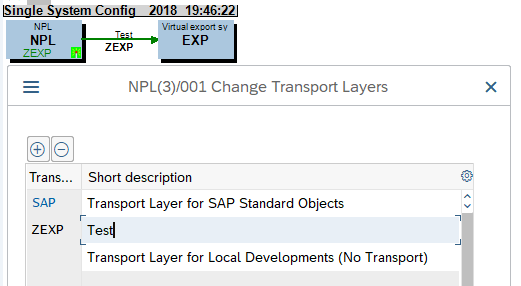 Single System Config 2018 19:46:22
NPL
NPL
ZEXP
Test
ZEXP
Virtual export sy
EXP
NPL(3)/001 Change Transport Layers
Trans... Short description
SAP Transport Layer for SAP Standard Objects
ZEXP Test
Transport Layer for Local Developments (No Transport)